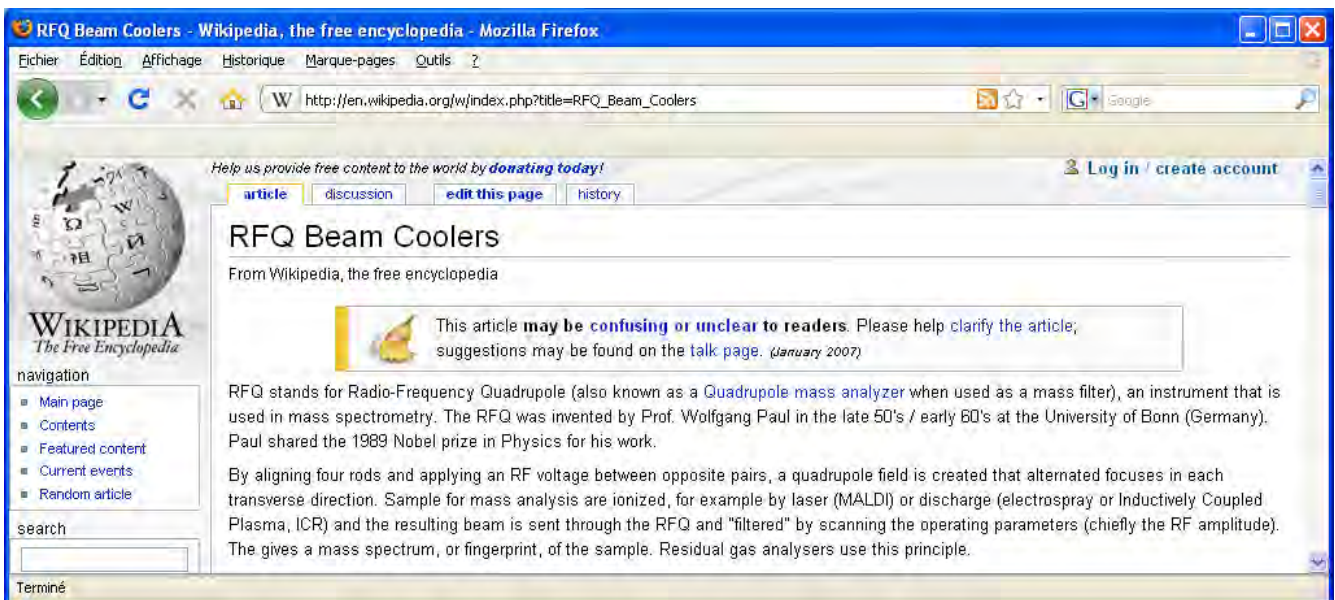 RFQ Beam Coolers - Wikipedia, the free encyclopedia - Mozilla Firefox
Fichier Édition Affichage Historique Marque-pages Outils ?
W http://en.wikipedia.org/w/index.php?title=RFQ_Beam_Coolers G Google
Help us provide free content to the world by donating today!
Log in / create account
article discussion edit this page history
RFQ Beam Coolers
From Wikipedia, the free encyclopedia
This article may be confusing or unclear to readers. Please help clarify the article;
suggestions may be found on the talk page. (January 2007)
RFQ stands for Radio-Frequency Quadrupole (also known as a Quadrupole mass analyzer when used as a mass filter), an instrument that is
used in mass spectrometry. The RFQ was invented by Prof. Wolfgang Paul in the late 50's / early 60's at the University of Bonn (Germany).
Paul shared the 1989 Nobel prize in Physics for his work.
By aligning four rods and applying an RF voltage between opposite pairs, a quadrupole field is created that alternated focuses in each
transverse direction. Sample for mass analysis are ionized, for example by laser (MALDI) or discharge (electrospray or Inductively Coupled
Plasma, ICR) and the resulting beam is sent through the RFQ and "filtered" by scanning the operating parameters (chiefly the RF amplitude).
The gives a mass spectrum, or fingerprint, of the sample. Residual gas analysers use this principle.
WIKIPEDIA
The Free Encyclopedia
navigation
Main page
Contents
Featured content
Current events
Random article
search
Terminé